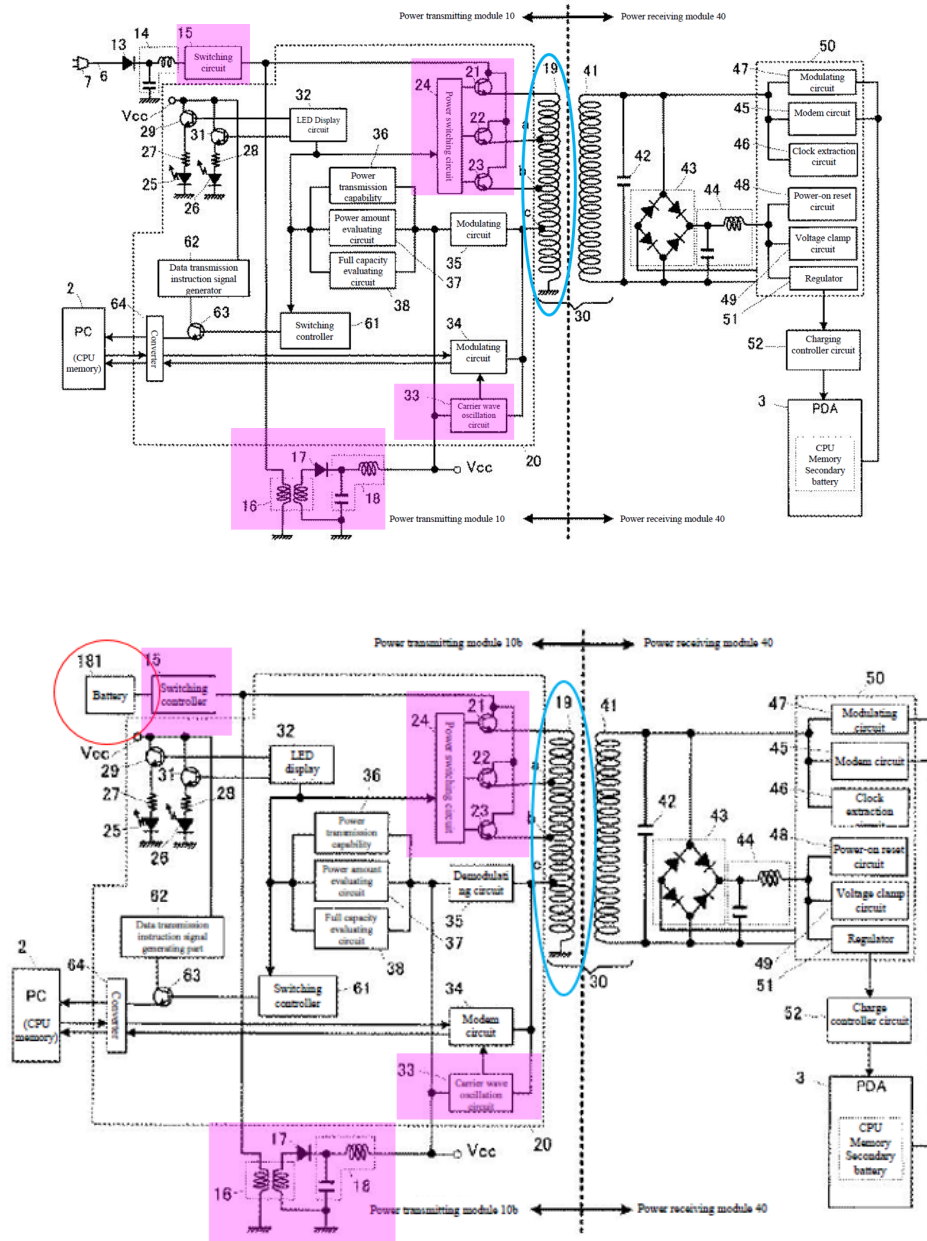 Power transmitting module 10
Power receiving module 40
13
14
15
Switching
circuit
7
6
Vcc
29
31
27
28
25
26
32
LED Display
circuit
36
Power
transmission
capability
Power amount
evaluating
circuit
37
Full capacity
evaluating
circuit
38
24
Power switching circuit
21
22
23
a
b
c
19
41
30
Modulating
circuit
35
62
Data transmission
instruction signal
generator
63
64
Converter
2
PC
(CPU
memory)
Switching
controller
61
34
Modulating
circuit
33
Carrier wave
oscillation
circuit
20
17
16
18
Vcc
42
43
44
50
47
Modulating
circuit
45
Modem circuit
46
Clock extraction
circuit
48
Power-on reset
circuit
49
Voltage clamp
circuit
51
Regulator
52
Charging
controller circuit
3
PDA
CPU
Memory
Secondary
battery
Power transmitting module 10
Power receiving module 40
Power transmitting module 10b
Power receiving module 40
181
Battery
15
Switching
controller
Vcc
29
31
27
28
25
26
32
LED
display
36
Power
transmission
capability
Power amount
evaluating
circuit
37
Full capacity
evaluating
circuit
38
24
Power switching circuit
21
22
23
a
b
c
19
41
30
Demodulati
ng circuit
35
62
Data transmission
instruction signal
generating part
63
64
Converter
2
PC
(CPU
memory)
Switching
controller
61
34
Modem
circuit
33
Carrier wave
oscillation
circuit
20
17
16
18
Vcc
42
43
44
50
47
Modulating
circuit
45
Modem circuit
46
Clock
extraction
circuit
48
Power-on reset
circuit
49
Voltage clamp
circuit
51
Regulator
52
Charge
controller circuit
3
PDA
CPU
Memory
Secondary
battery
Power transmitting module 10b
Power receiving module 40